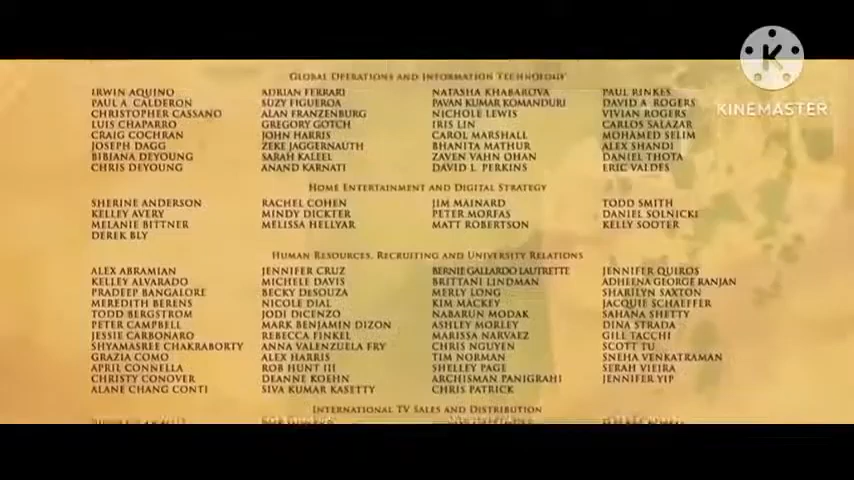 Global Operations and Information Technology
IRWIN AQUINO ADRIAN FERRARI NATASHA KHABAROVA PAUL RINKES
PAUL A. CALDERON SUZY FIGUEROA PAVAN KUMAR KOMANDURI DAVID A. ROGERS
CHRISTOPHER CASSANO ALAN FRANZENBURG NICHOLE LEWIS VIVIAN ROGERS
LUIS CHAPARRO GREGORY GOTCH IRIS LIN CARLOS SALAZAR
CRAIG COCHRAN JOHN HARRIS CAROL MARSHALL MOHAMED SELIM
JOSEPH DAGG ZEKE JAGGERNAUTH BHANITA MATHUR ALEX SHANDI
BIBIANA DEYOUNG SARAH KALEEL ZAVEN VAHN OHAN DANIEL THOTA
CHRIS DEYOUNG ANAND KARNATI DAVID L. PERKINS ERIC VALDES
Home Entertainment and Digital Strategy
SHERINE ANDERSON RACHEL COHEN JIM MAINARD TODD SMITH
KELLEY AVERY MINDY DICKTER PETER MORFAS DANIEL SOLNICKI
MELANIE BITTNER MELISSA HELLYAR MATT ROBERTSON KELLY SOOTER
DEREK BLY
Human Resources, Recruiting and University Relations
ALEX ABRAMIAN JENNIFER CRUZ BERNIE GALLARDO LAUTRETTE JENNIFER QUIROS
KELLEY ALVARADO MICHELE DAVIS BRITTANI LINDMAN ADHEENA GEORGE RANJAN
PRADEEP BANGALORE BECKY DeSOUZA MERLY LONG SHARILYN SAXTON
MEREDITH BERENS NICOLE DIAL KIM MACKEY JACQUIE SCHAEFFER
TODD BERGSTROM JODI DiCENZO NABARUN MODAK SAHANA SHETTY
PETER CAMPBELL MARK BENJAMIN DIZON ASHLEY MORLEY DINA STRADA
JESSIE CARBONARO REBECCA FINKEL MARISSA NARVAEZ GILL TACCHI
SHYAMASREE CHAKRABORTY ANNA VALENZUELA FRY CHRIS NGUYEN SCOTT TU
GRAZIA COMO ALEX HARRIS TIM NORMAN SNEHA VENKATRAMAN
APRIL CONNELLA ROB HUNT III SHELLEY PAGE SERAH VIEIRA
CHRISTY CONOVER DEANNE KOEHN ARCHISMAN PANIGRAHI JENNIFER YIP
ALANE CHANG CONTI SIVA KUMAR KASETTY CHRIS PATRICK
International TV Sales and Distribution
K
KINEMASTER